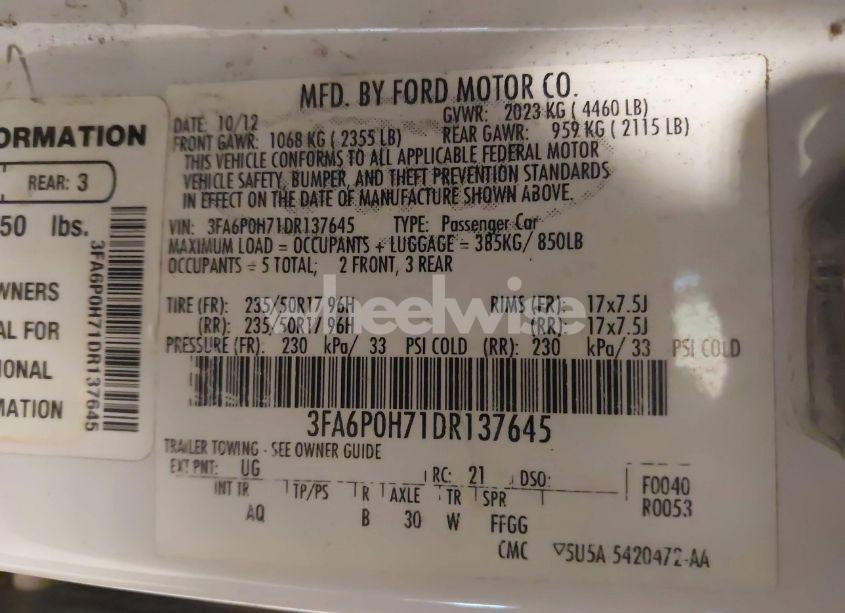 ORMATION
REAR: 3
50 lbs.
WNERS
AL FOR
IONAL
MATION
3FA6P0H71DR137645
MFD. BY FORD MOTOR CO.
DATE: 10/12 GVWR: 2023 KG ( 4460 LB)
FRONT GAWR: 1068 KG ( 2355 LB) REAR GAWR: 959 KG ( 2115 LB)
THIS VEHICLE CONFORMS TO ALL APPLICABLE FEDERAL MOTOR
VEHICLE SAFETY, BUMPER, AND THEFT PREVENTION STANDARDS
IN EFFECT ON THE DATE OF MANUFACTURE SHOWN ABOVE.
VIN: 3FA6P0H71DR137645 TYPE: Passenger Car
MAXIMUM LOAD = OCCUPANTS + LUGGAGE = 385KG/ 850LB
OCCUPANTS = 5 TOTAL; 2 FRONT, 3 REAR
TIRE (FR): 235/50R17 96H RIMS (FR): 17x7.5J
(RR): 235/50R17 96H (RR): 17x7.5J
wheelwise
PRESSURE (FR): 230 kPa/ 33 PSI COLD (RR): 230 kPa/ 33 PSI COLD
3FA6P0H71DR137645
TRAILER TOWING - SEE OWNER GUIDE
EXT PNT: UG RC: 21 DSO:
INT TR TP/PS R AXLE TR SPR
AQ B 30 W FFGG
F0040
R0053
CMC ▽5U5A 5420472-AA